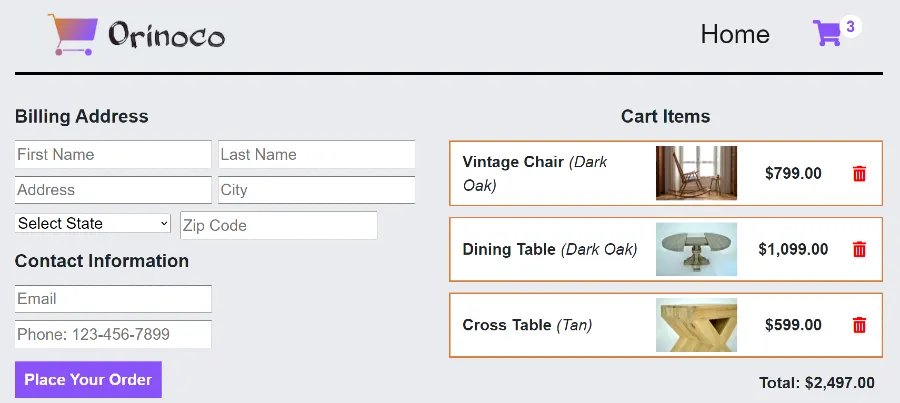 Orinoco
Home
3
Billing Address
First Name
Last Name
Address
City
Select State
Zip Code
Contact Information
Email
Phone: 123-456-7899
Place Your Order
Cart Items
Vintage Chair (Dark
Oak)
$799.00
Dining Table (Dark Oak)
$1,099.00
Cross Table (Tan)
$599.00
Total: $2,497.00